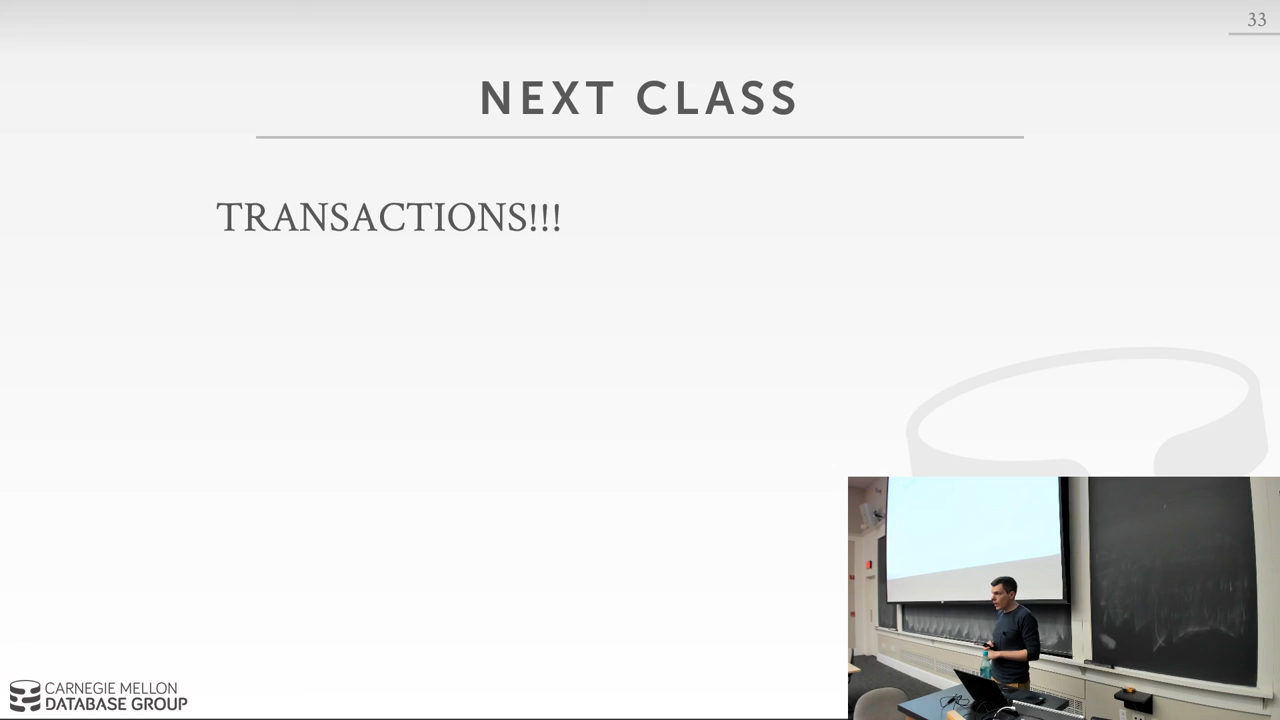 33
NEXT CLASS
TRANSACTIONS!!!
CARNEGIE MELLON
DATABASE GROUP